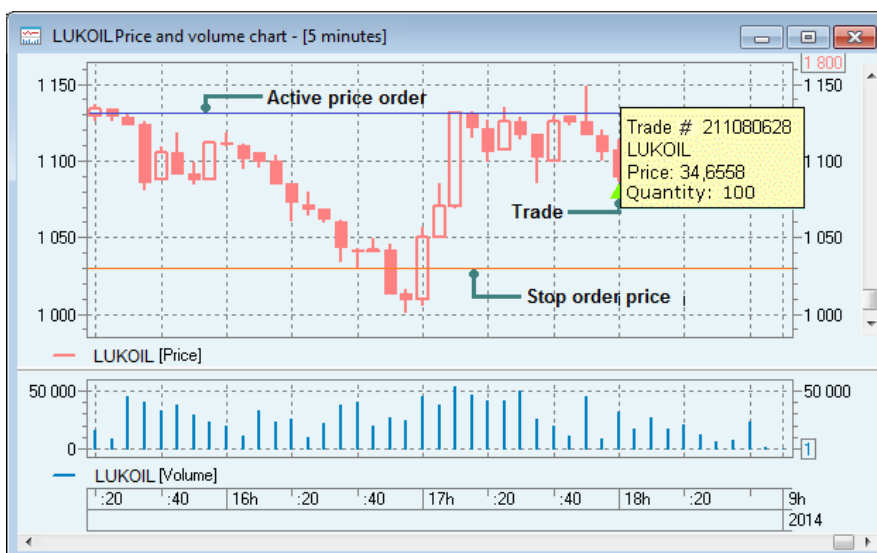 LUKOIL Price and volume chart - [5 minutes]
1 800
1 150
1 150
Active price order
Trade # 211080628
LUKOIL
Price: 34,6558
Quantity: 100
1 100
1 100
Trade
1 050
1 050
Stop order price
1 000
1 000
LUKOIL [Price]
50 000
50 000
0
1
LUKOIL [Volume]
:20 :40 16h :20 :40 17h :20 :40 18h :20 9h
2014